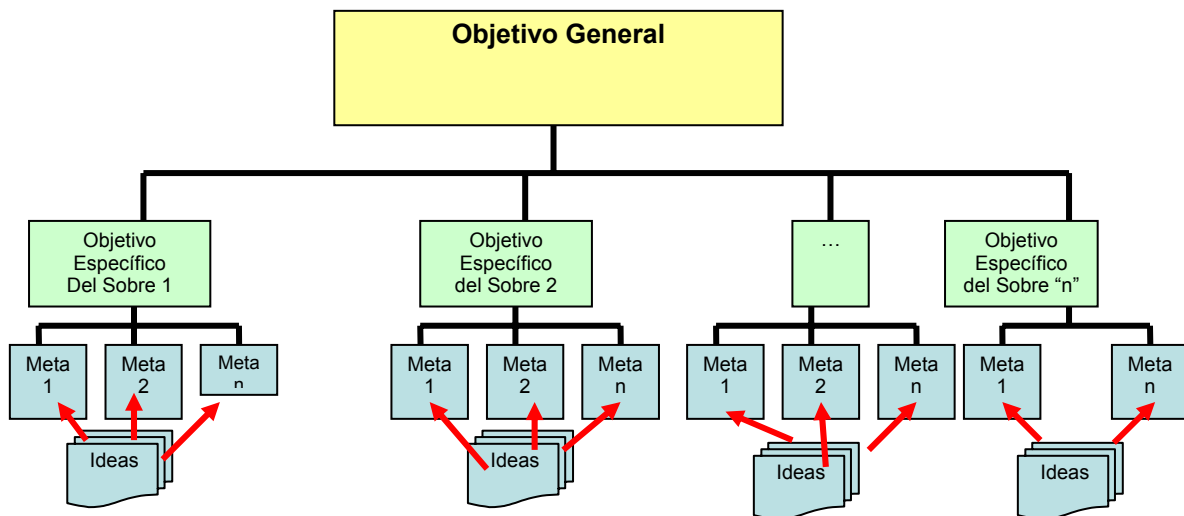 Objetivo General
Objetivo
Específico
Del Sobre 1
Objetivo
Específico
del Sobre 2
…
Objetivo
Específico
del Sobre “n”
Meta
1
Meta
2
Meta
n
Meta
1
Meta
2
Meta
n
Meta
1
Meta
2
Meta
n
Meta
1
Meta
n
Ideas
Ideas
Ideas
Ideas